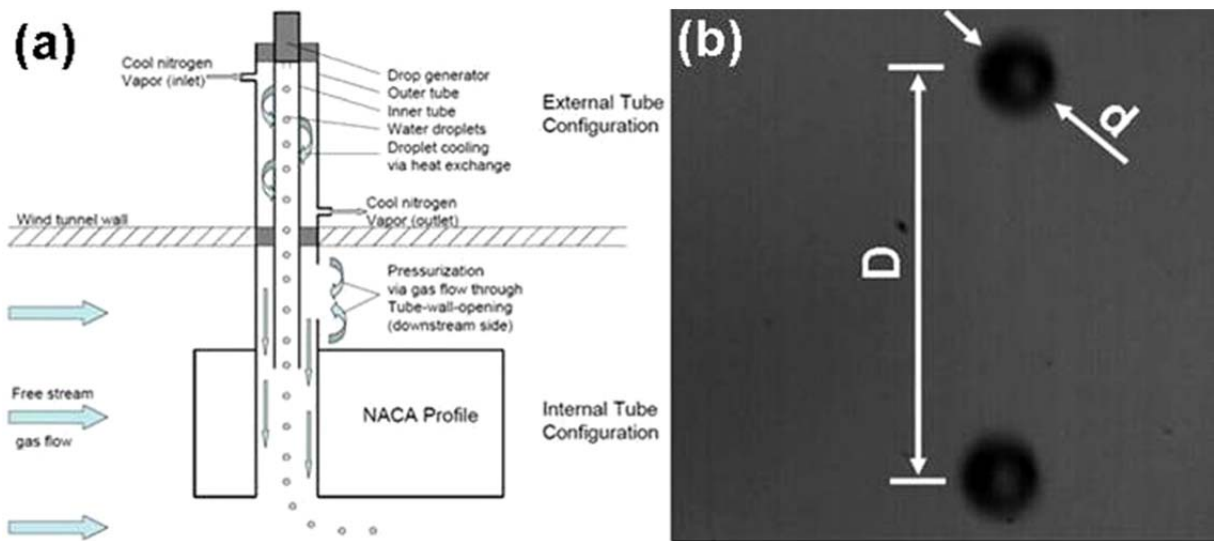 (a)
Cool nitrogen
Vapor (inlet)
Drop generator
Outer tube
Inner tube
Water droplets
Droplet cooling
via heat exchange
External Tube
Configuration
Cool nitrogen
Vapor (outlet)
Wind tunnel wall
Pressurization
via gas flow through
Tube-wall-opening
(downstream side)
Free stream
gas flow
NACA Profile
Internal Tube
Configuration
(b)
d
D